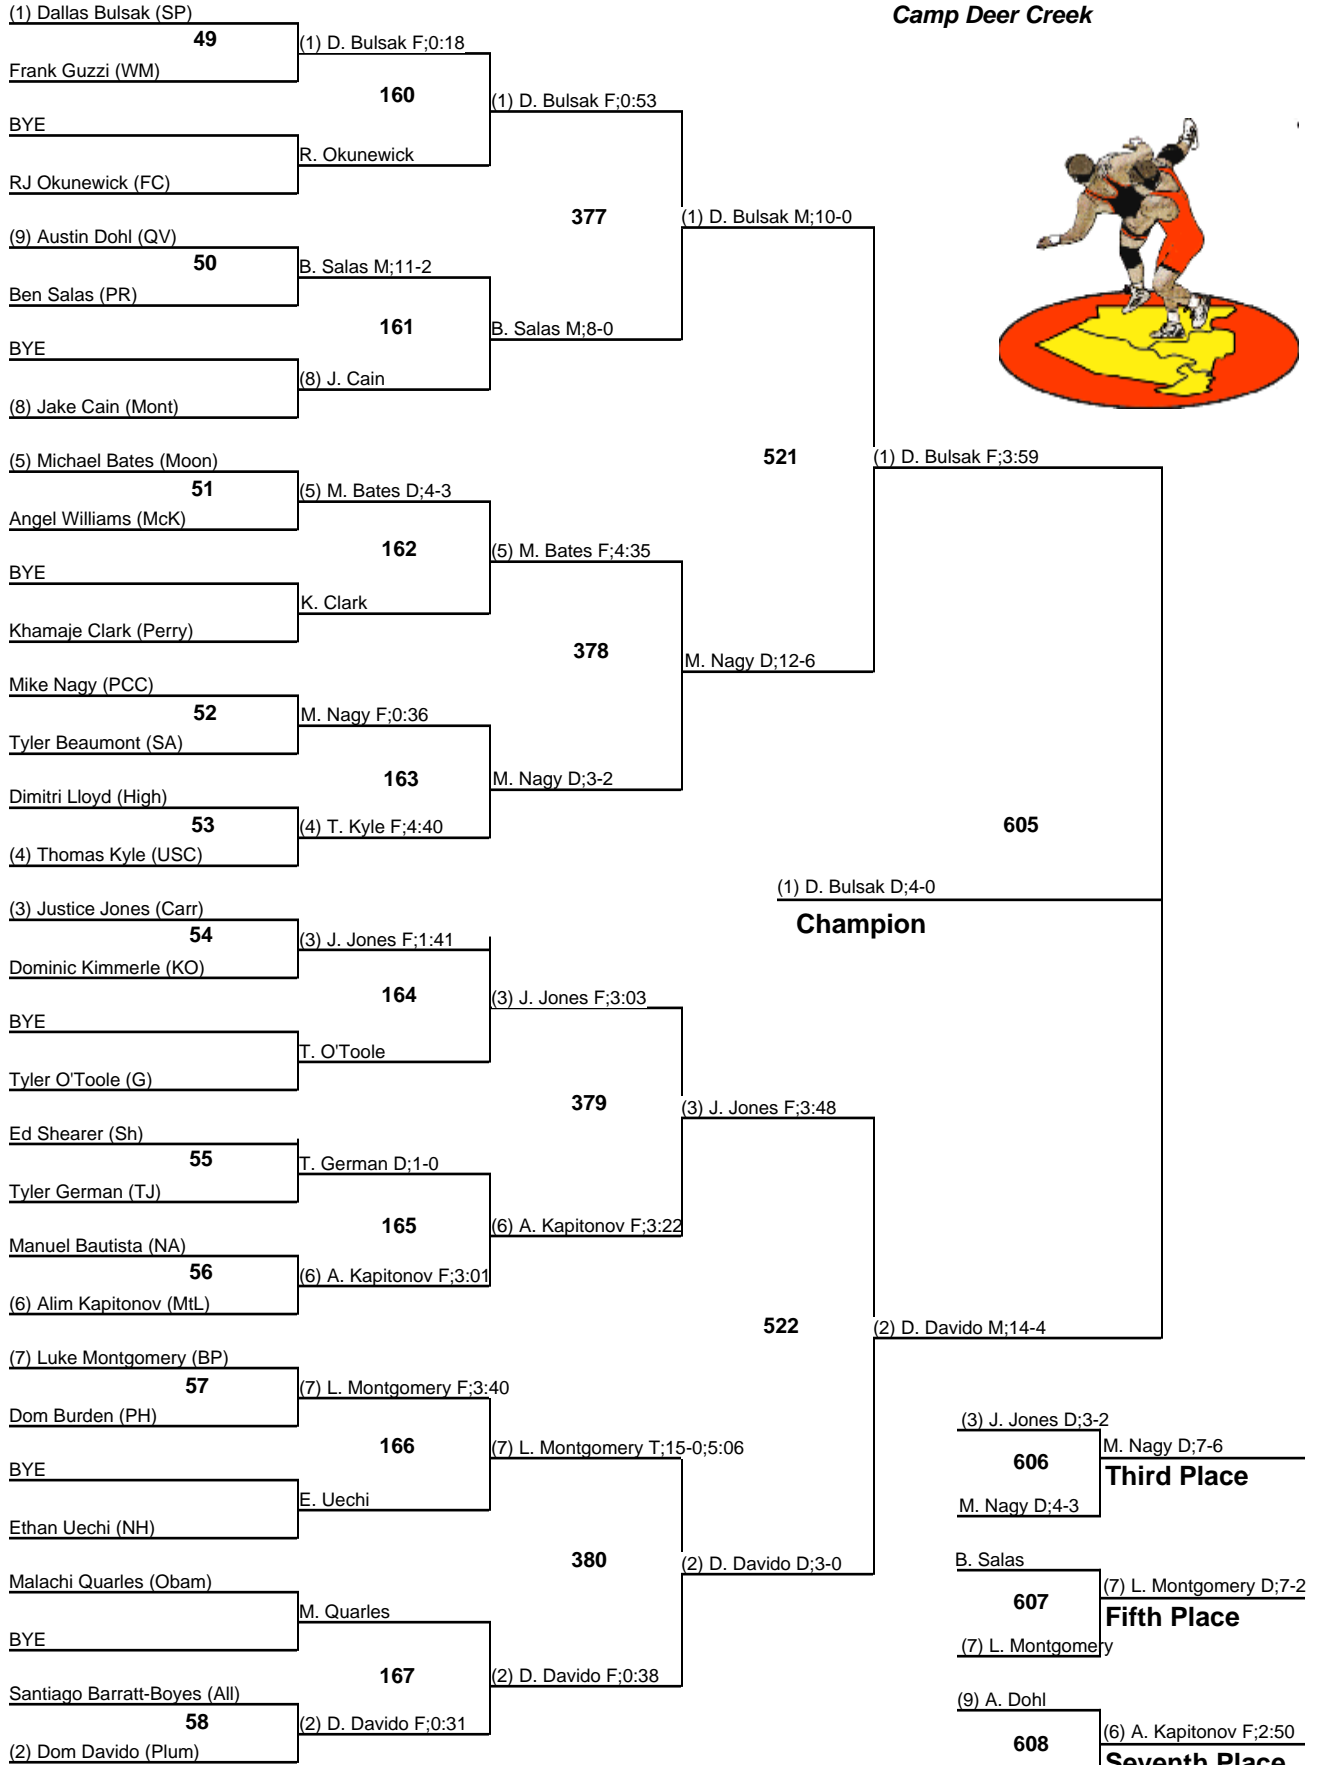 Camp Deer Creek
(1) Dallas Bulsak (SP)
49
(1) D. Bulsak F;0:18
Frank Guzzi (WM)
160
(1) D. Bulsak F;0:53
BYE
R. Okunewick
RJ Okunewick (FC)
377
(1) D. Bulsak M;10-0
(9) Austin Dohl (QV)
50
B. Salas M;11-2
Ben Salas (PR)
161
B. Salas M;8-0
BYE
(8) J. Cain
(8) Jake Cain (Mont)
521
(1) D. Bulsak F;3:59
(5) Michael Bates (Moon)
51
(5) M. Bates D;4-3
Angel Williams (McK)
162
(5) M. Bates F;4:35
BYE
K. Clark
Khamaje Clark (Perry)
378
M. Nagy D;12-6
Mike Nagy (PCC)
52
M. Nagy F;0:36
Tyler Beaumont (SA)
163
M. Nagy D;3-2
Dimitri Lloyd (High)
53
(4) T. Kyle F;4:40
(4) Thomas Kyle (USC)
605
(1) D. Bulsak D;4-0
Champion
(3) Justice Jones (Carr)
54
(3) J. Jones F;1:41
Dominic Kimmerle (KO)
164
(3) J. Jones F;3:03
BYE
T. O'Toole
Tyler O'Toole (G)
379
(3) J. Jones F;3:48
Ed Shearer (Sh)
55
T. German D;1-0
Tyler German (TJ)
165
(6) A. Kapitonov F;3:22
Manuel Bautista (NA)
56
(6) A. Kapitonov F;3:01
(6) Alim Kapitonov (MtL)
522
(2) D. Davido M;14-4
(7) Luke Montgomery (BP)
57
(7) L. Montgomery F;3:40
Dom Burden (PH)
166
(7) L. Montgomery T;15-0;5:06
BYE
E. Uechi
Ethan Uechi (NH)
380
(2) D. Davido D;3-0
Malachi Quarles (Obam)
M. Quarles
BYE
167
(2) D. Davido F;0:38
Santiago Barratt-Boyes (All)
58
(2) D. Davido F;0:31
(2) Dom Davido (Plum)
(3) J. Jones D;3-2
606
M. Nagy D;7-6
Third Place
M. Nagy D;4-3
B. Salas
607
(7) L. Montgomery D;7-2
Fifth Place
(7) L. Montgomery
(9) A. Dohl
608
(6) A. Kapitonov F;2:50
Seventh Place